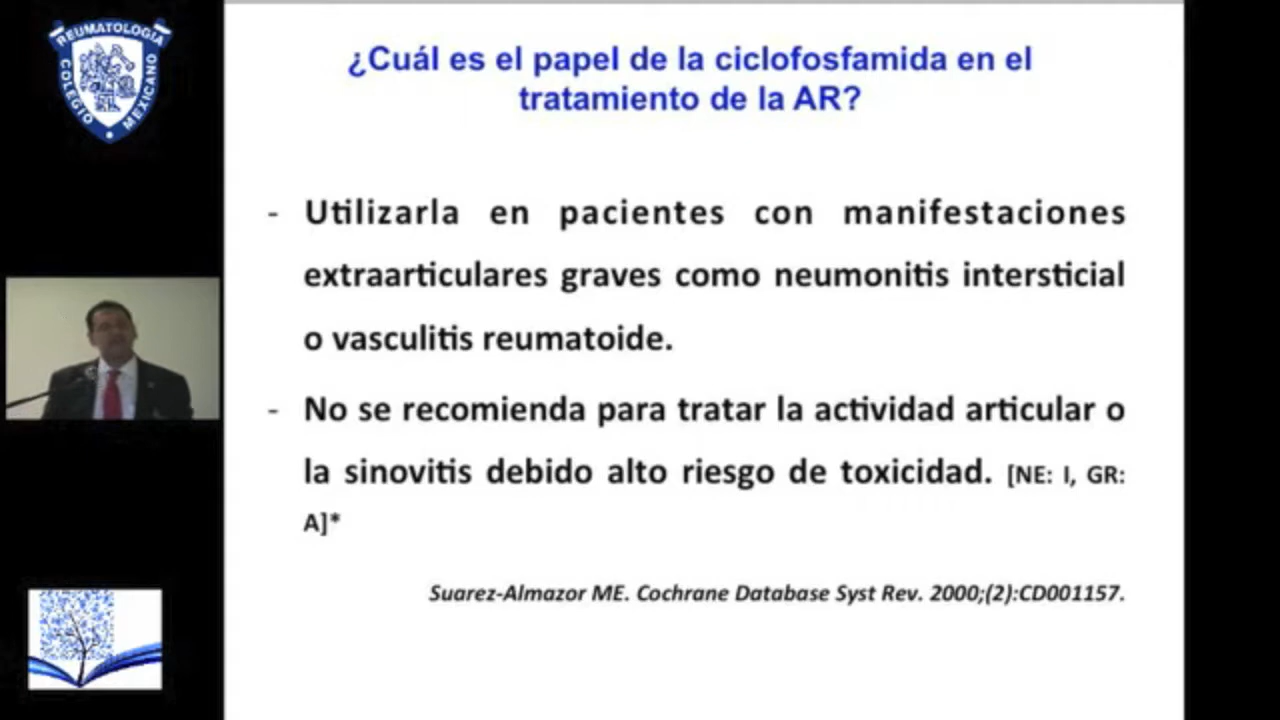 REUMATOLOGIA
COLEGIO
MEXICANO
¿Cuál es el papel de la ciclofosfamida en el
tratamiento de la AR?
- Utilizarla en pacientes con manifestaciones
extraarticulares graves como neumonitis intersticial
o vasculitis reumatoide.
- No se recomienda para tratar la actividad articular o
la sinovitis debido alto riesgo de toxicidad. [NE: I, GR:
A]*
Suarez-Almazor ME. Cochrane Database Syst Rev. 2000;(2):CD001157.